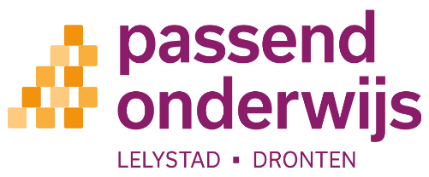 passend
onderwijs
LELYSTAD ▪ DRONTEN